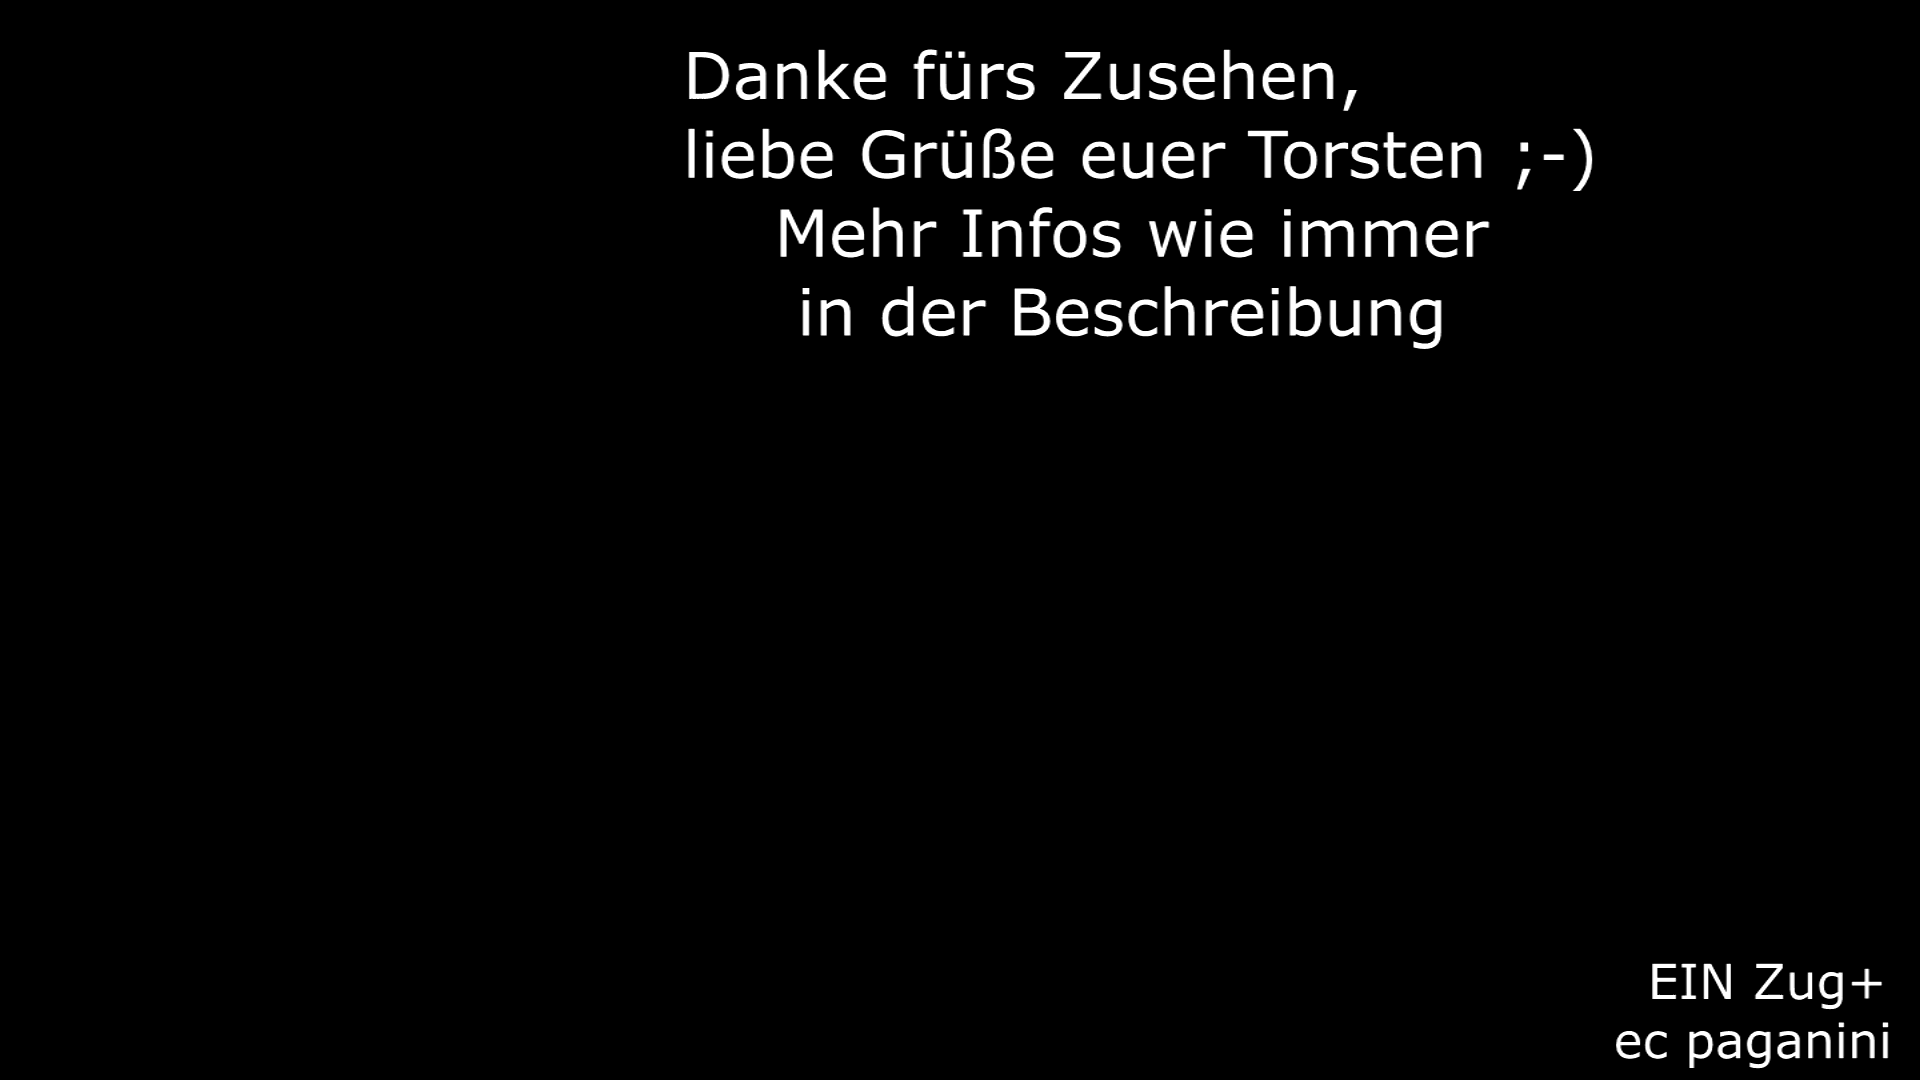 Danke fürs Zusehen,
liebe Grüße euer Torsten ;-)
Mehr Infos wie immer
in der Beschreibung
EIN Zug+
ec paganini